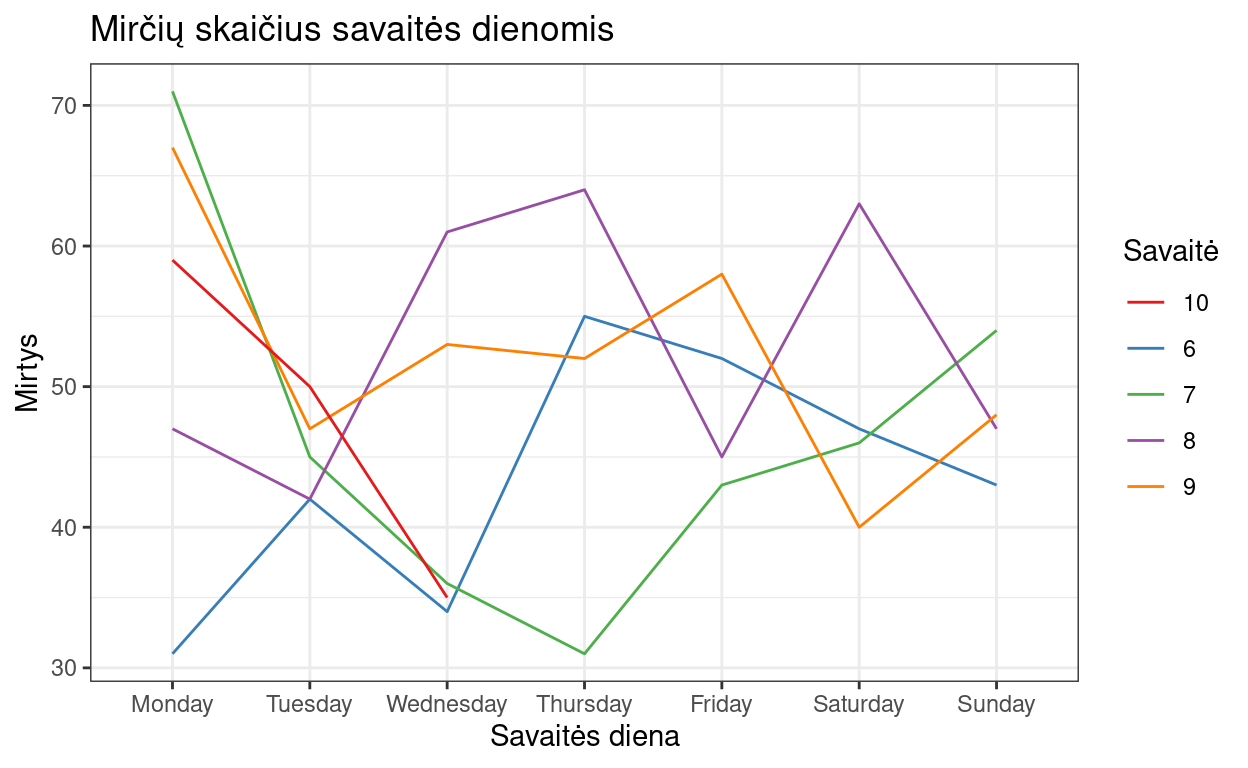 Mirčių skaičius savaitės dienomis
Mirtys
70
60
50
40
30
Monday Tuesday Wednesday Thursday Friday Saturday Sunday
Savaitės diena
Savaitė
10
6
7
8
9